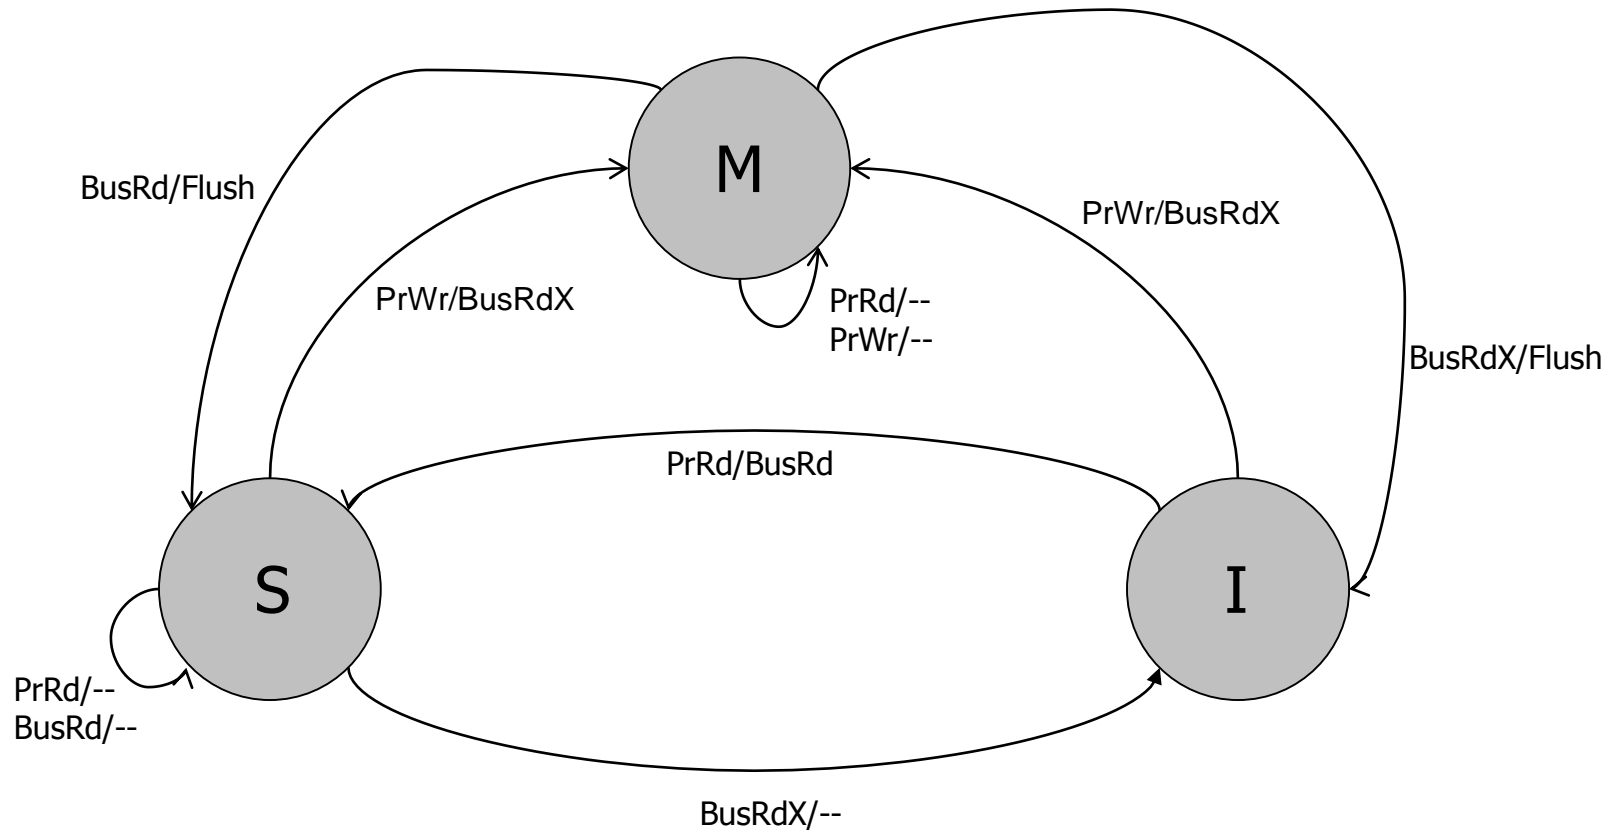 M
BusRd/Flush
PrWr/BusRdX
PrWr/BusRdX
PrRd/--
PrWr/--
BusRdX/Flush
PrRd/BusRd
S
I
PrRd/--
BusRd/--
BusRdX/--